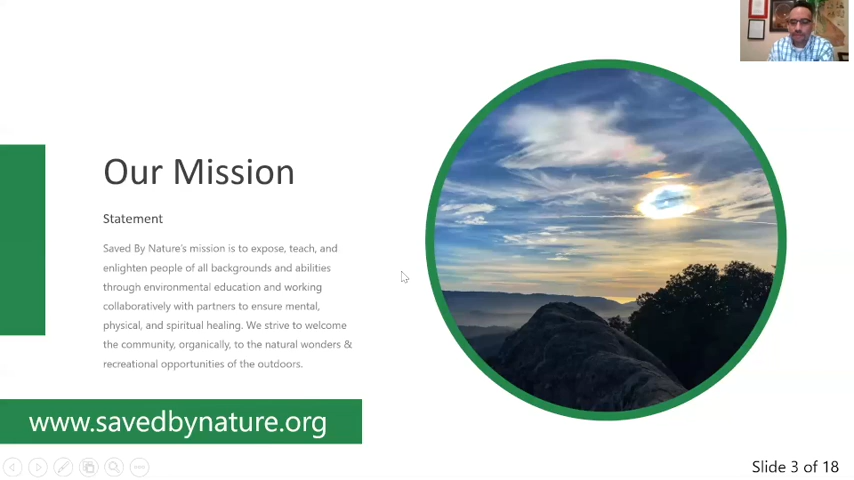 Our Mission
Statement
Saved By Nature's mission is to expose, teach, and
enlighten people of all backgrounds and abilities
through environmental education and working
collaboratively with partners to ensure mental,
physical, and spiritual healing. We strive to welcome
the community, organically, to the natural wonders &
recreational opportunities of the outdoors.
www.savedbynature.org
Slide 3 of 18